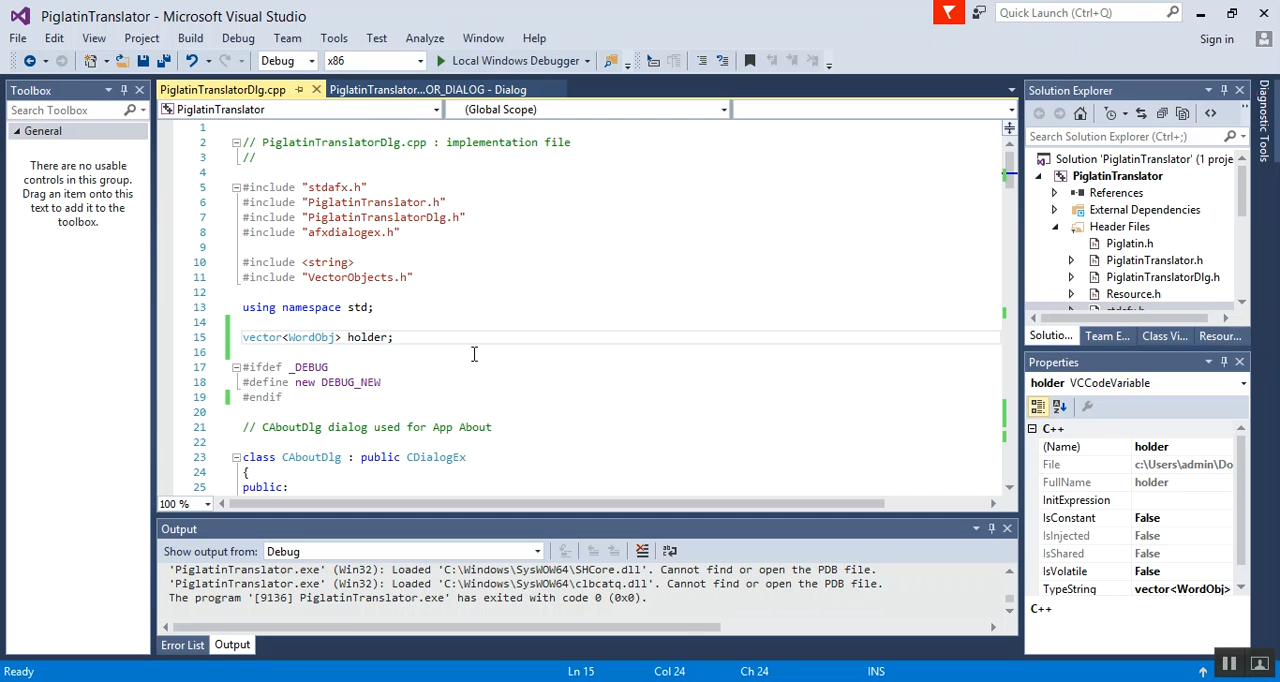 PiglatinTranslator - Microsoft Visual Studio
Quick Launch (Ctrl+Q)
File Edit View Project Build Debug Team Tools Test Analyze Window Help
Sign in
Debug x86 Local Windows Debugger
Toolbox
Search Toolbox
General
There are no usable
controls in this group.
Drag an item onto this
text to add it to the
toolbox.
PiglatinTranslatorDlg.cpp PiglatinTranslator...OR_DIALOG - Dialog
PiglatinTranslator (Global Scope)
1
2 // PiglatinTranslatorDlg.cpp : implementation file
3 //
4
5 #include "stdafx.h"
6 #include "PiglatinTranslator.h"
7 #include "PiglatinTranslatorDlg.h"
8 #include "afxdialogex.h"
9
10 #include <string>
11 #include "VectorObjects.h"
12
13 using namespace std;
14
15 vector<WordObj> holder;
16
17 #ifdef _DEBUG
18 #define new DEBUG_NEW
19 #endif
20
21 // CAboutDlg dialog used for App About
22
23 class CAboutDlg : public CDialogEx
24 {
25 public:
100 %
Output
Show output from: Debug
'PiglatinTranslator.exe' (Win32): Loaded 'C:\Windows\SysWOW64\SHCore.dll'. Cannot find or open the PDB file.
'PiglatinTranslator.exe' (Win32): Loaded 'C:\Windows\SysWOW64\clbcatq.dll'. Cannot find or open the PDB file.
The program '[9136] PiglatinTranslator.exe' has exited with code 0 (0x0).
Error List Output
Solution Explorer
Search Solution Explorer (Ctrl+;)
Solution 'PiglatinTranslator' (1 proje
PiglatinTranslator
References
External Dependencies
Header Files
Piglatin.h
PiglatinTranslator.h
PiglatinTranslatorDlg.h
Resource.h
stdafx.h
Solutio... Team E... Class Vi... Resour...
Properties
holder VCCodeVariable
C++
(Name) holder
File c:\Users\admin\Do
FullName holder
InitExpression
IsConstant False
IsInjected False
IsShared False
IsVolatile False
TypeString vector<WordObj>
C++
Diagnostic Tools
Ready Ln 15 Col 24 Ch 24 INS